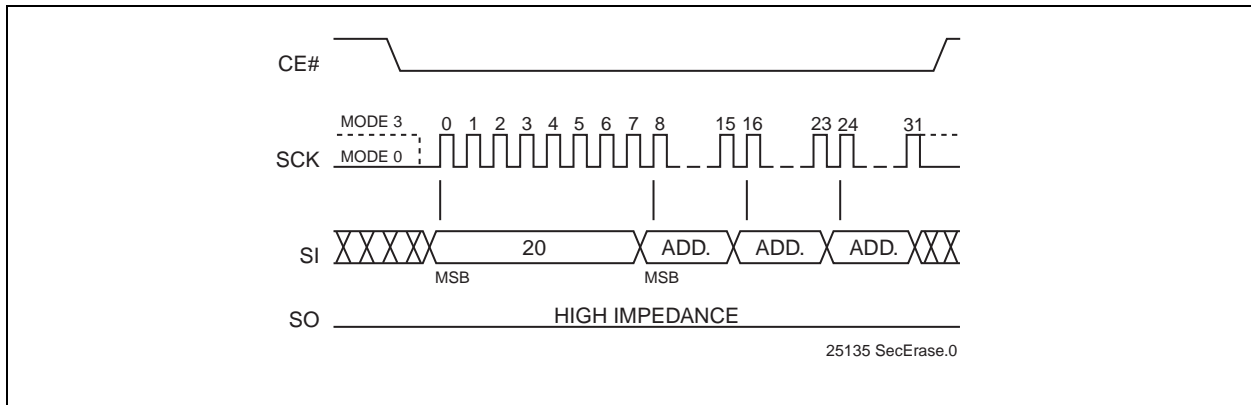 CE#
MODE 3
0 1 2 3 4 5 6 7 8 15 16 23 24 31
SCK
MODE 0
SI
20 ADD. ADD. ADD.
MSB MSB
SO
HIGH IMPEDANCE
25135 SecErase.0